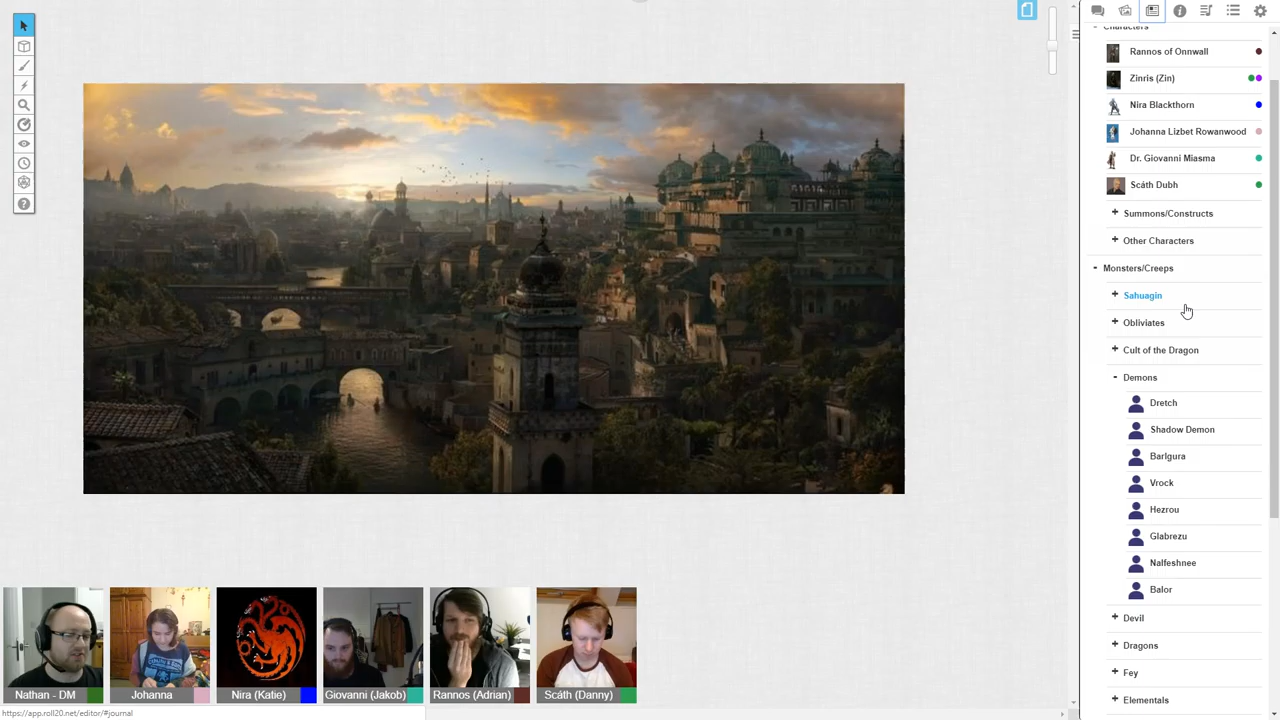 Characters
Rannos of Onnwall
Zinris (Zin)
Nira Blackthorn
Johanna Lizbet Rowanwood
Dr. Giovanni Miasma
Scáth Dubh
Summons/Constructs
Other Characters
Monsters/Creeps
Sahuagin
Obliviates
Cult of the Dragon
Demons
Dretch
Shadow Demon
Barlgura
Vrock
Hezrou
Glabrezu
Nalfeshnee
Balor
Devil
Dragons
Fey
Elementals
Nathan - DM
Johanna
Nira (Katie)
Giovanni (Jakob)
Rannos (Adrian)
Scáth (Danny)
https://app.roll20.net/editor/#journal